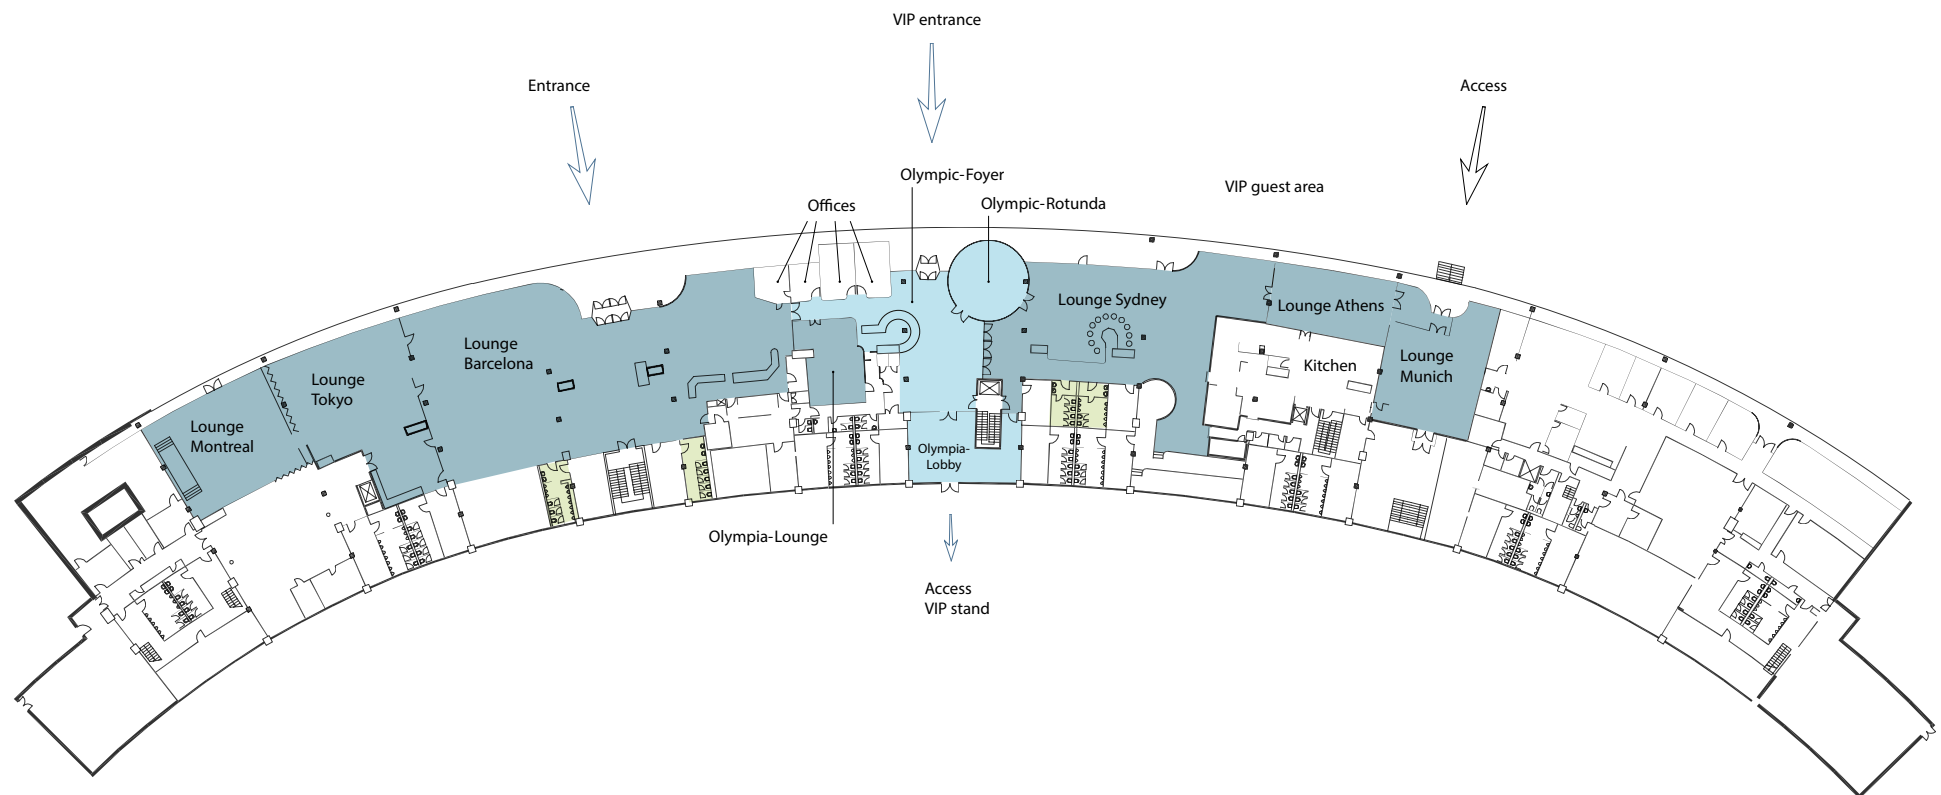 VIP entrance
Entrance
Access
Olympic-Foyer
VIP guest area
Offices
Olympic-Rotunda
Lounge Sydney
Lounge Athens
Lounge
Barcelona
Lounge
Munich
Kitchen
Lounge
Tokyo
Lounge
Montreal
Olympia-
Lobby
Olympia-Lounge
Access
VIP stand